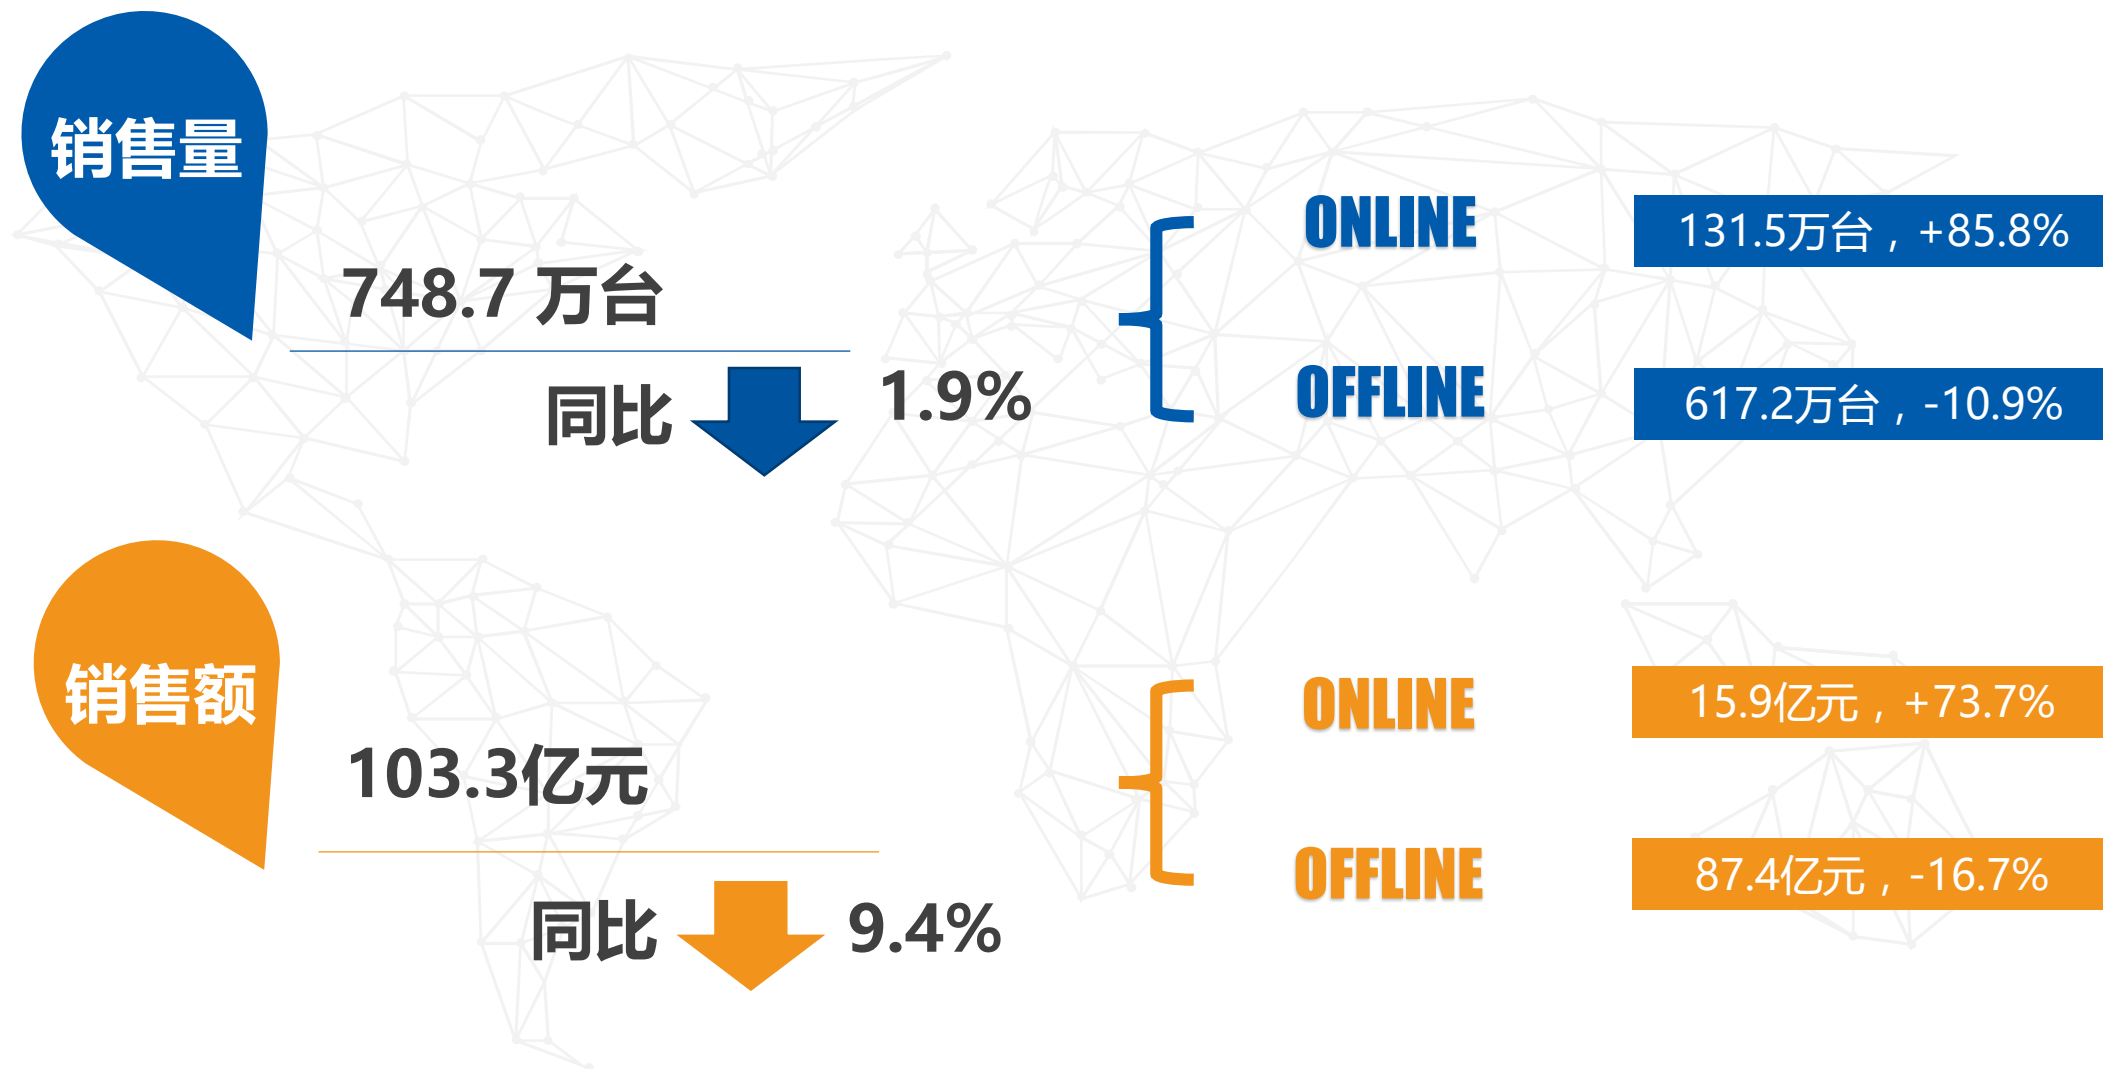 销售量
748.7 万台
同比 1.9%
ONLINE 131.5万台，+85.8%
OFFLINE 617.2万台，-10.9%
销售额
103.3亿元
同比 9.4%
ONLINE 15.9亿元，+73.7%
OFFLINE 87.4亿元，-16.7%